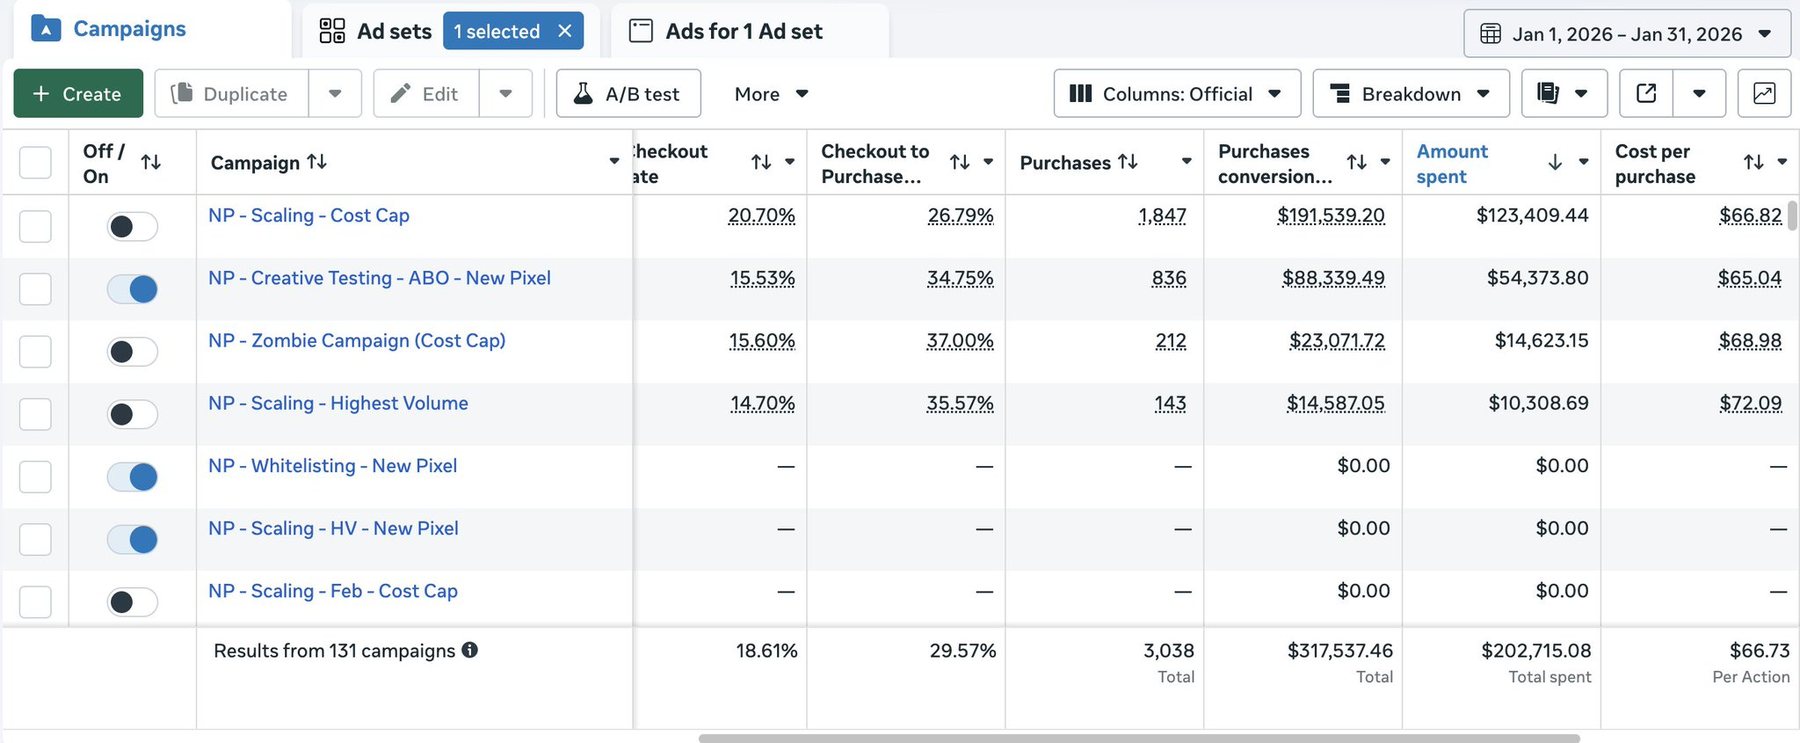 Campaigns
Ad sets 1 selected ×
Ads for 1 Ad set
Jan 1, 2026 – Jan 31, 2026
+ Create
Duplicate
Edit
A/B test
More
Columns: Official
Breakdown
Off / On
Campaign
heckout ate
Checkout to Purchase...
Purchases
Purchases conversion...
Amount spent
Cost per purchase
NP - Scaling - Cost Cap 20.70% 26.79% 1,847 $191,539.20 $123,409.44 $66.82
NP - Creative Testing - ABO - New Pixel 15.53% 34.75% 836 $88,339.49 $54,373.80 $65.04
NP - Zombie Campaign (Cost Cap) 15.60% 37.00% 212 $23,071.72 $14,623.15 $68.98
NP - Scaling - Highest Volume 14.70% 35.57% 143 $14,587.05 $10,308.69 $72.09
NP - Whitelisting - New Pixel — — — $0.00 $0.00 —
NP - Scaling - HV - New Pixel — — — $0.00 $0.00 —
NP - Scaling - Feb - Cost Cap — — — $0.00 $0.00 —
Results from 131 campaigns 18.61% 29.57% 3,038 $317,537.46 $202,715.08 $66.73
Total Total Total spent Per Action